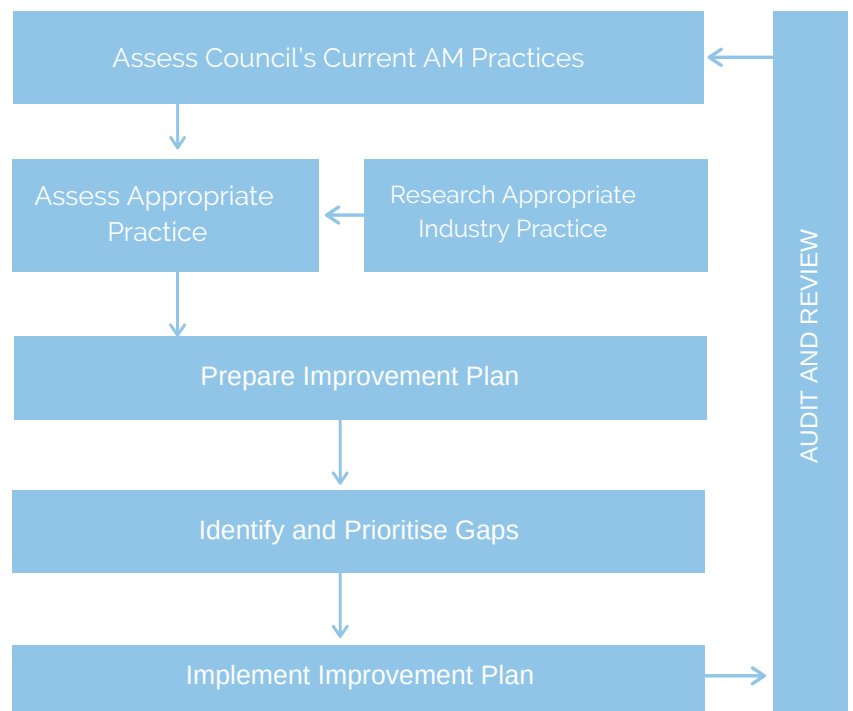 Assess Council's Current AM Practices
Assess Appropriate
Practice
Research Appropriate
Industry Practice
Prepare Improvement Plan
Identify and Prioritise Gaps
Implement Improvement Plan
AUDIT AND REVIEW